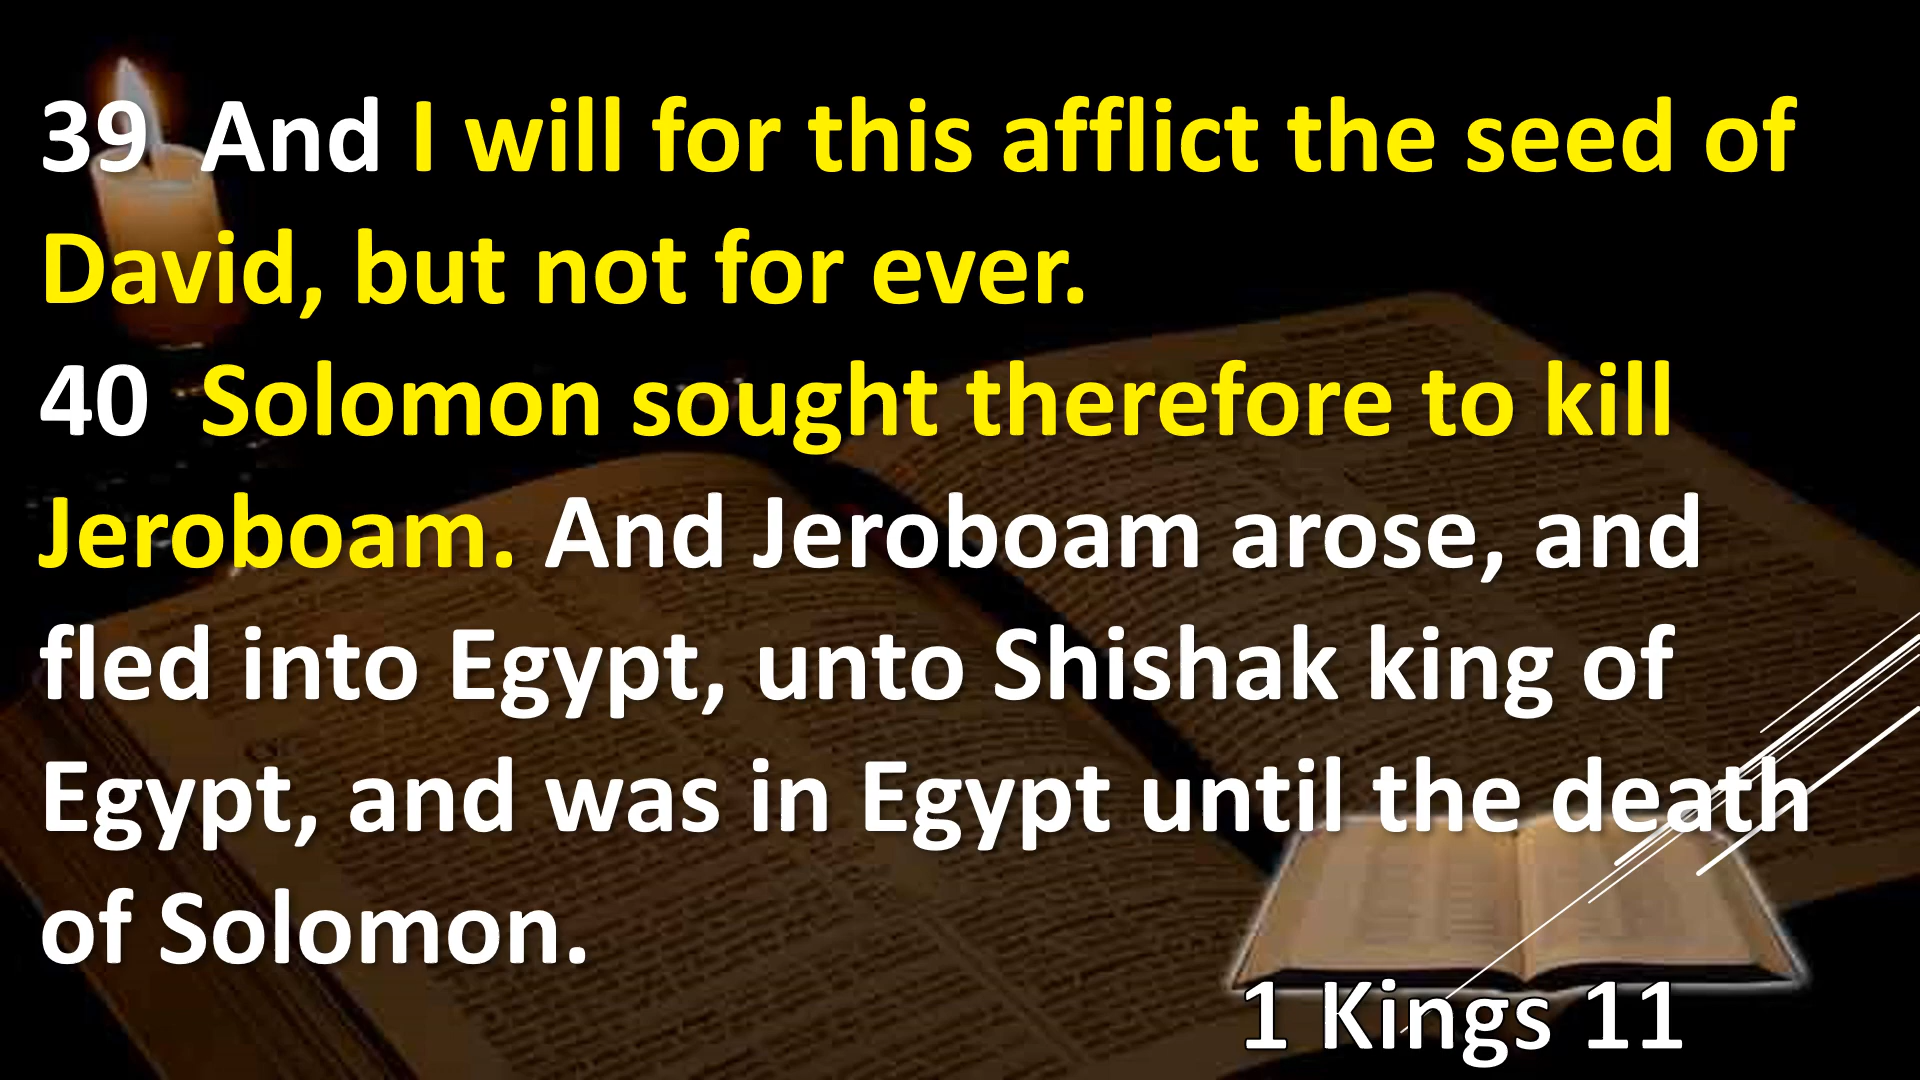 39  And I will for this afflict the seed of
David, but not for ever.
40  Solomon sought therefore to kill
Jeroboam. And Jeroboam arose, and
fled into Egypt, unto Shishak king of
Egypt, and was in Egypt until the death
of Solomon.
1 Kings 11